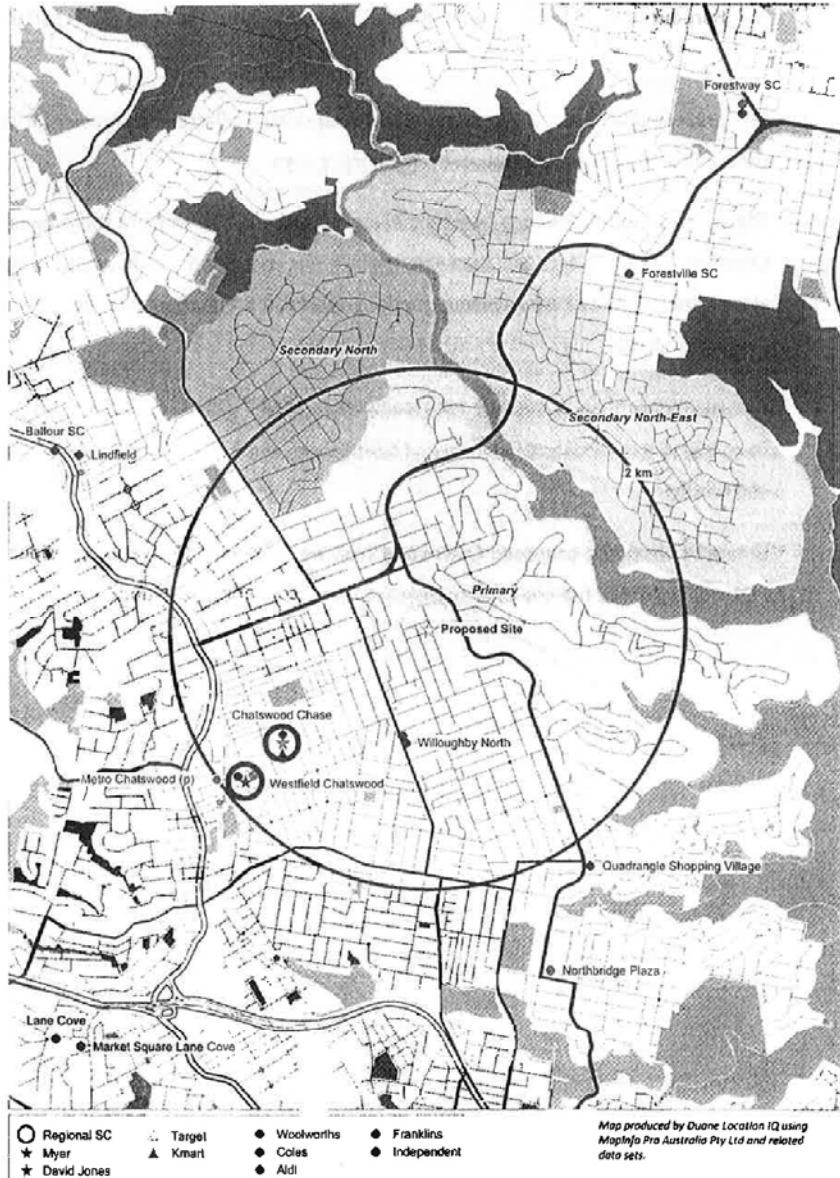 Forestway SC
Forestville SC
Secondary North
Secondary North-East
Balfour SC
Lindfield
2 km
Primary
Proposed Site
Chatswood Chase
Willoughby North
Metro Chatswood (p)
Westfield Chatswood
Quadrangle Shopping Village
Northbridge Plaza
Lane Cove
Market Square Lane Cove
Regional SC
Myer
David Jones
Target
Kmart
Woolworths
Coles
Aldi
Franklins
Independent
Map produced by Duane Location iQ using
MapInfo Pro Australia Pty Ltd and related
data sets.